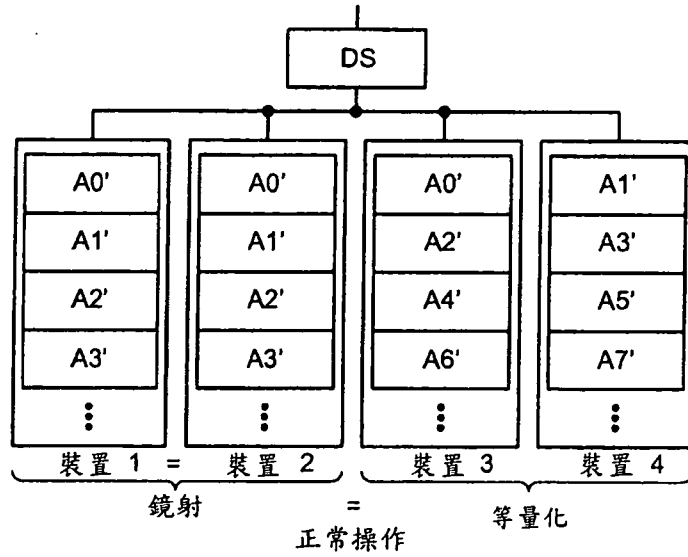 DS
A0' A0' A0' A1'
A1' A1' A2' A3'
A2' A2' A4' A5'
A3' A3' A6' A7'
裝置 1 = 裝置 2 裝置 3 裝置 4
鏡射 = 等量化
正常操作